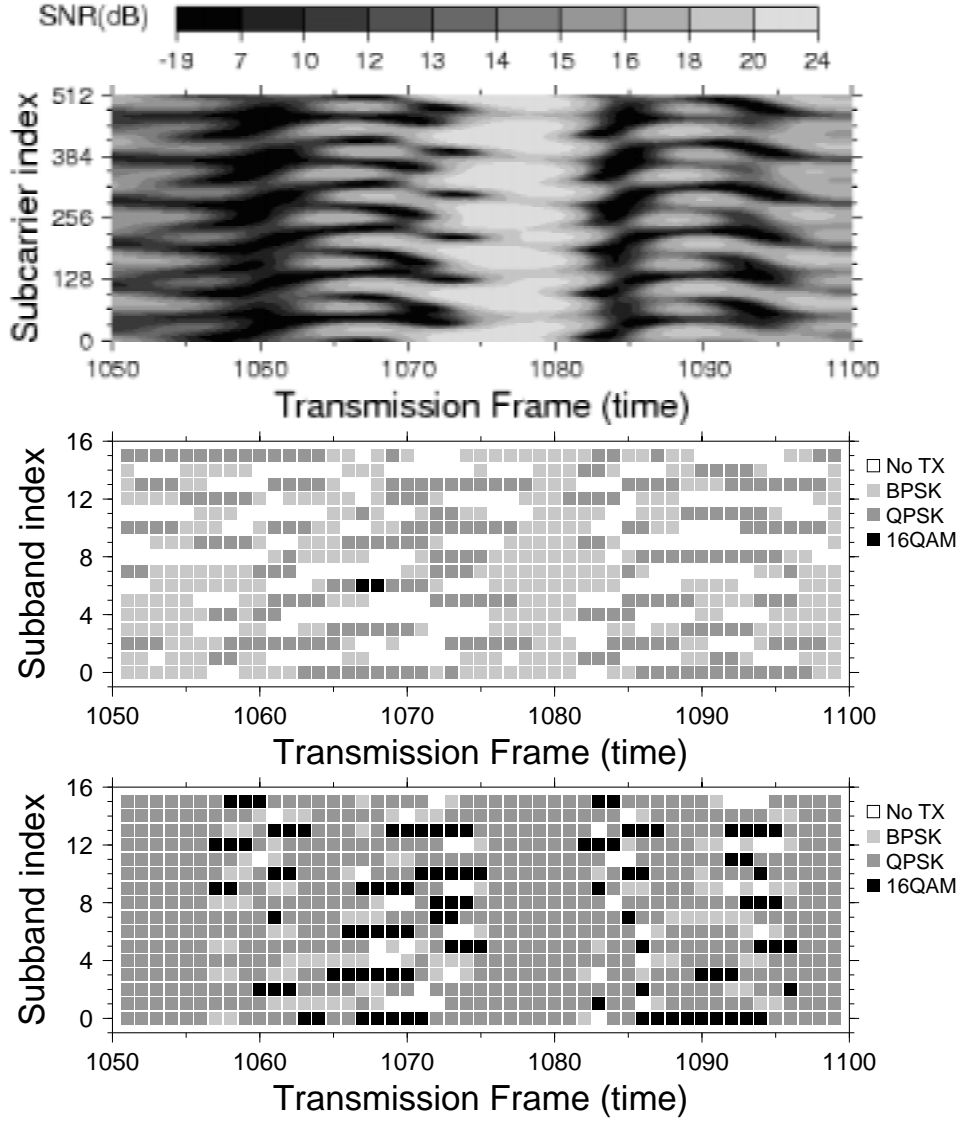 SNR(dB)
-19 7 10 12 13 14 15 16 18 20 24
Subcarrier index
512
384
256
128
0
1050 1060 1070 1080 1090 1100
Transmission Frame (time)
Subband index
16
12
8
4
0
No TX
BPSK
QPSK
16QAM
1050 1060 1070 1080 1090 1100
Transmission Frame (time)
Subband index
16
12
8
4
0
No TX
BPSK
QPSK
16QAM
1050 1060 1070 1080 1090 1100
Transmission Frame (time)